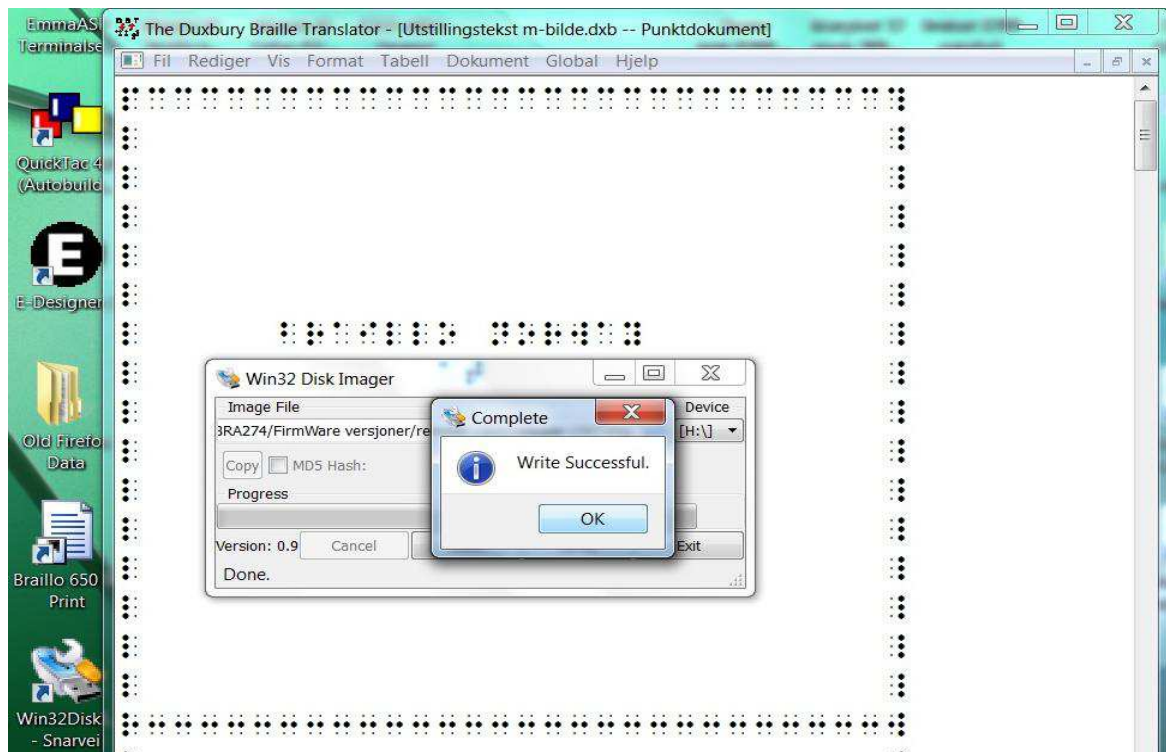 EmmaAS
Terminalse
QuickTac 4
(Autobuild
E-Designer
Old Firefo
Data
Braillo 650
Print
Win32Disk
- Snarvei
The Duxbury Braille Translator - [Utstillingstekst m-bilde.dxb -- Punktdokument]
Fil Rediger Vis Format Tabell Dokument Global Hjelp
⠃⠗⠁⠊⠇⠇⠕ ⠝⠕⠗⠺⠁⠽
Win32 Disk Imager
Image File
Device
BRA274/FirmWare versjoner/re
[H:\]
Copy MD5 Hash:
Progress
Version: 0.9 Cancel
Exit
Done.
Complete
Write Successful.
OK